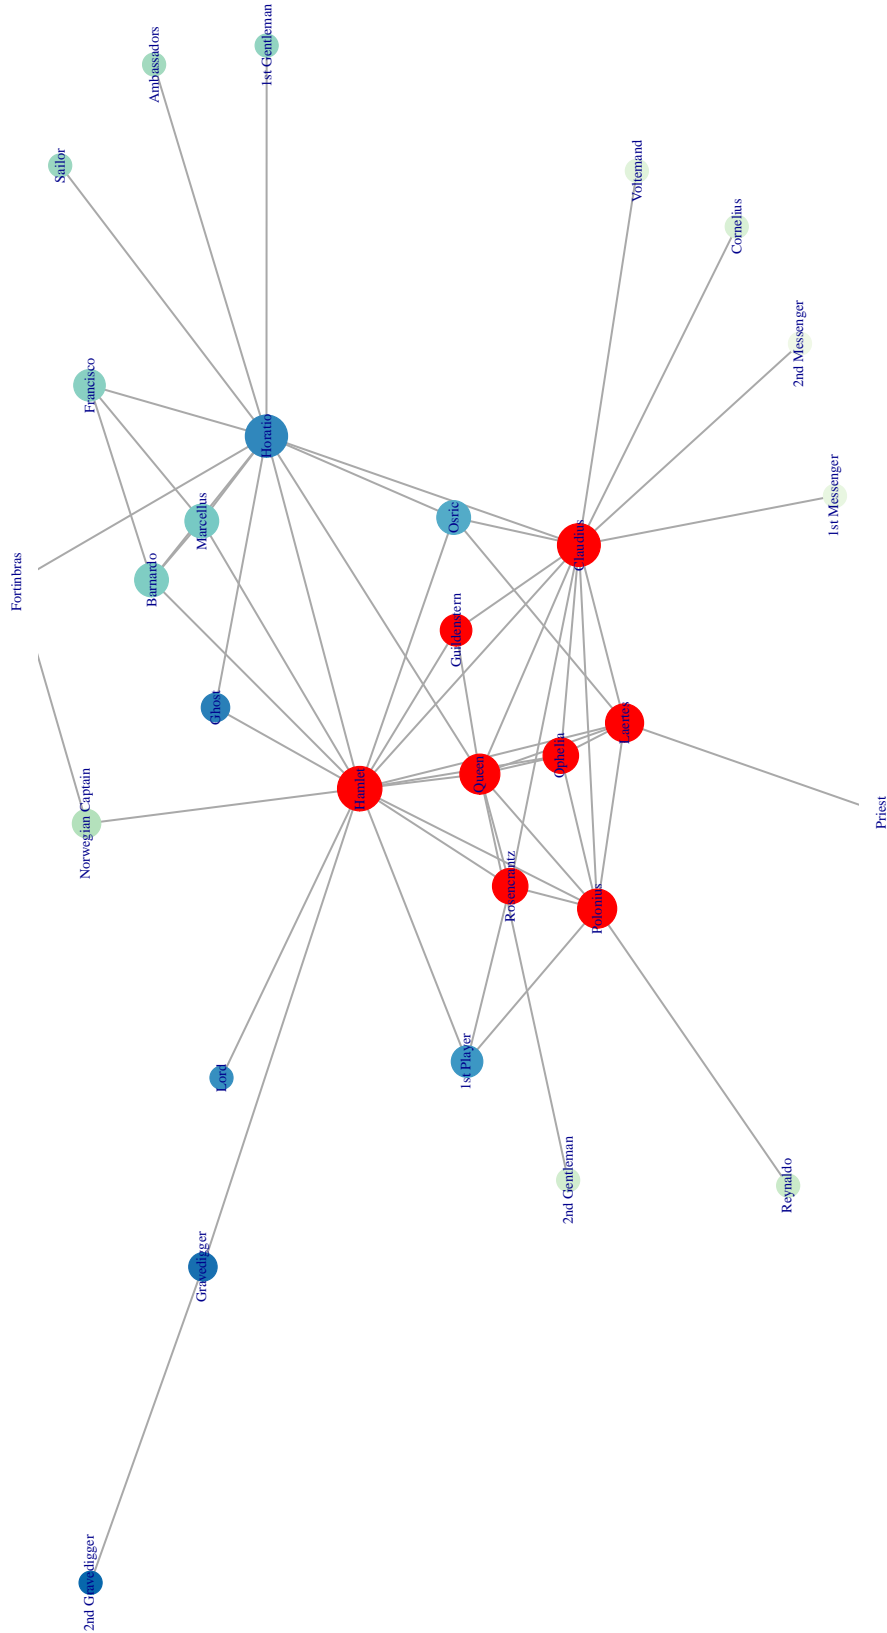 Ambassadors
1st Gentleman
Sailor
Voltemand
Cornelius
2nd Messenger
Francisco
Horatio
1st Messenger
Marcellus
Osric
Claudius
Barnardo
Fortinbras
Guildenstern
Ghost
Laertes
Ophelia
Queen
Hamlet
Priest
Norwegian Captain
Rosencrantz
Polonius
1st Player
Lord
2nd Gentleman
Reynaldo
Gravedigger
2nd Gravedigger